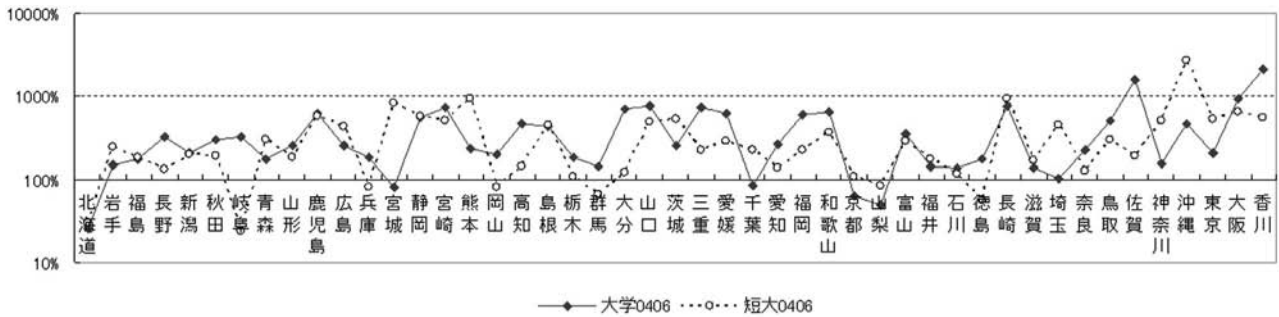 10000%
1000%
100%
10%
北海道
岩手
福島
長野
新潟
秋田
岐阜
青森
山形
鹿児島
広島
兵庫
宮城
静岡
宮崎
熊本
岡山
高知
島根
栃木
群馬
大分
山口
茨城
三重
愛媛
千葉
愛知
福岡
和歌山
京都
山梨
富山
福井
石川
徳島
長崎
滋賀
埼玉
奈良
鳥取
佐賀
神奈川
沖縄
東京
大阪
香川
大学0406
短大0406